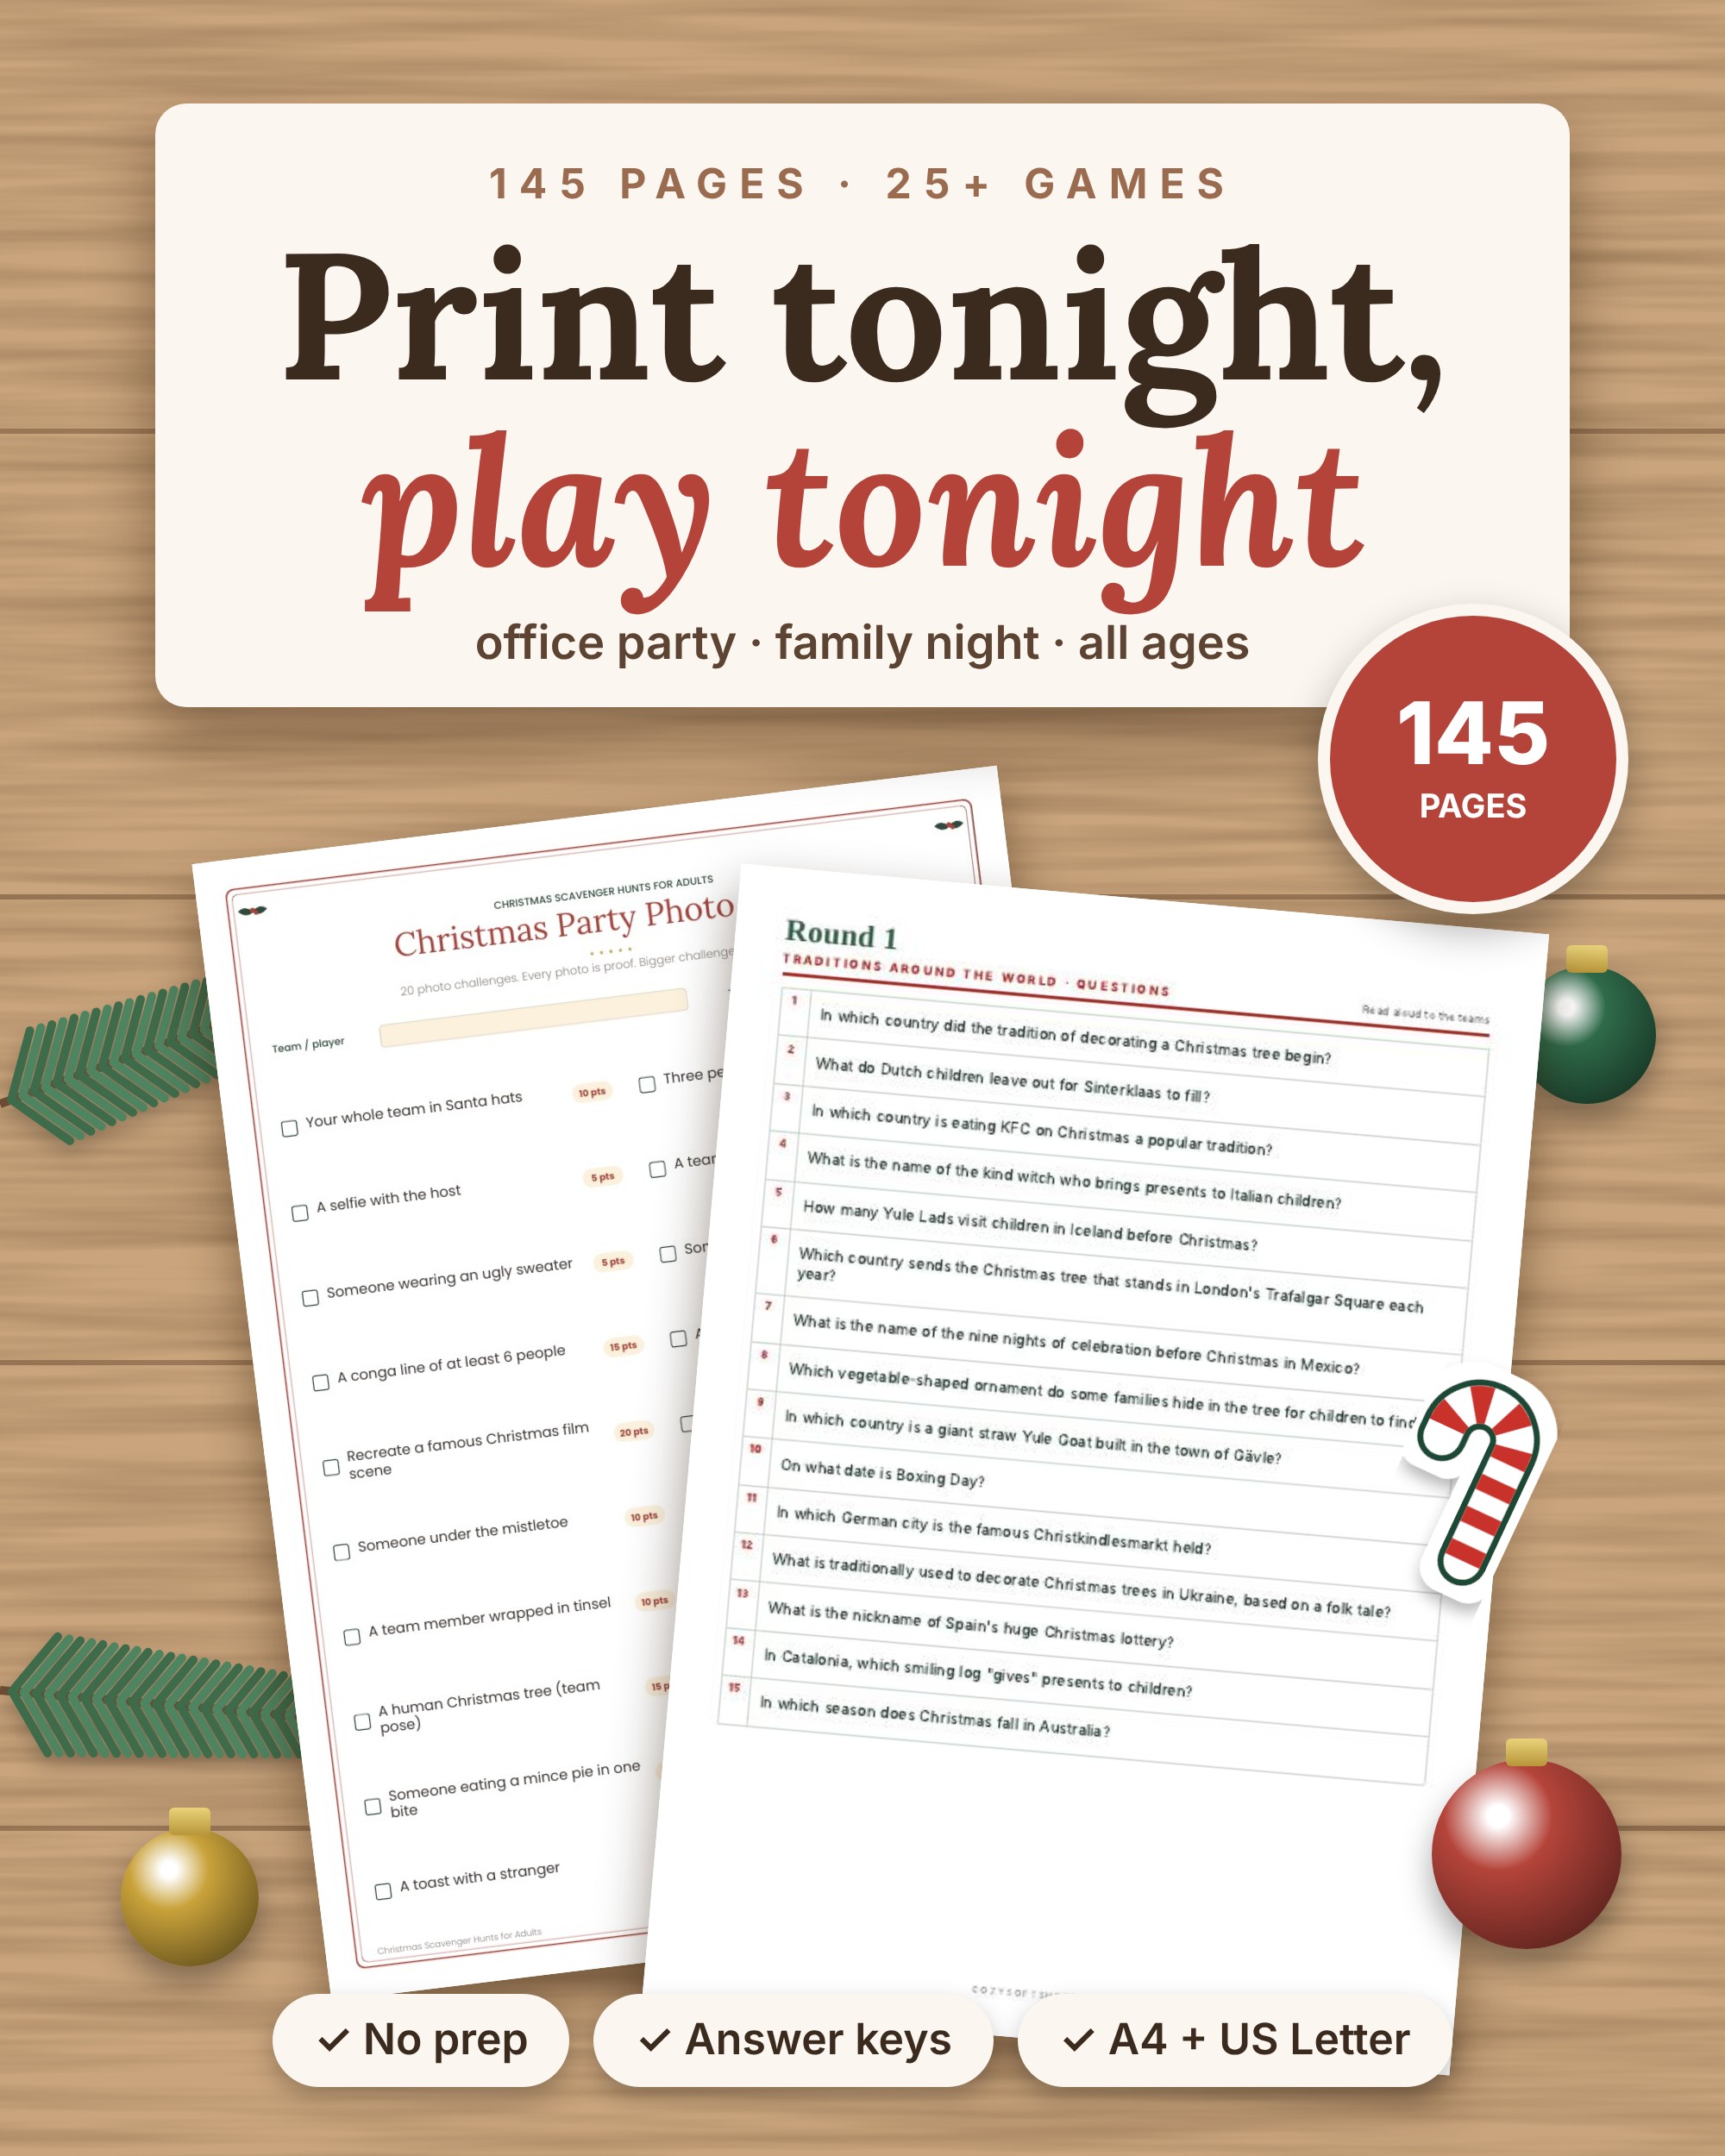 145 PAGES · 25+ GAMES
Print tonight,
play tonight
office party · family night · all ages
145
PAGES
CHRISTMAS SCAVENGER HUNTS FOR ADULTS
Christmas Party Photo
20 photo challenges. Every photo is proof. Bigger challenge
Team / player
Your whole team in Santa hats 10 pts
Three pe
A selfie with the host 5 pts
A tear
Someone wearing an ugly sweater 5 pts
Son
A conga line of at least 6 people 15 pts
A
Recreate a famous Christmas film
scene
20 pts
Someone under the mistletoe 10 pts
A team member wrapped in tinsel 10 pts
A human Christmas tree (team
pose)
15 p
Someone eating a mince pie in one
bite
A toast with a stranger
Christmas Scavenger Hunts for Adults
Round 1
TRADITIONS AROUND THE WORLD · QUESTIONS
Read aloud to the teams
1 In which country did the tradition of decorating a Christmas tree begin?
2 What do Dutch children leave out for Sinterklaas to fill?
3 In which country is eating KFC on Christmas a popular tradition?
4 What is the name of the kind witch who brings presents to Italian children?
5 How many Yule Lads visit children in Iceland before Christmas?
6 Which country sends the Christmas tree that stands in London's Trafalgar Square each
year?
7 What is the name of the nine nights of celebration before Christmas in Mexico?
8 Which vegetable-shaped ornament do some families hide in the tree for children to find
9 In which country is a giant straw Yule Goat built in the town of Gävle?
10 On what date is Boxing Day?
11 In which German city is the famous Christkindlesmarkt held?
12 What is traditionally used to decorate Christmas trees in Ukraine, based on a folk tale?
13 What is the nickname of Spain's huge Christmas lottery?
14 In Catalonia, which smiling log "gives" presents to children?
15 In which season does Christmas fall in Australia?
✓ No prep
✓ Answer keys
✓ A4 + US Letter